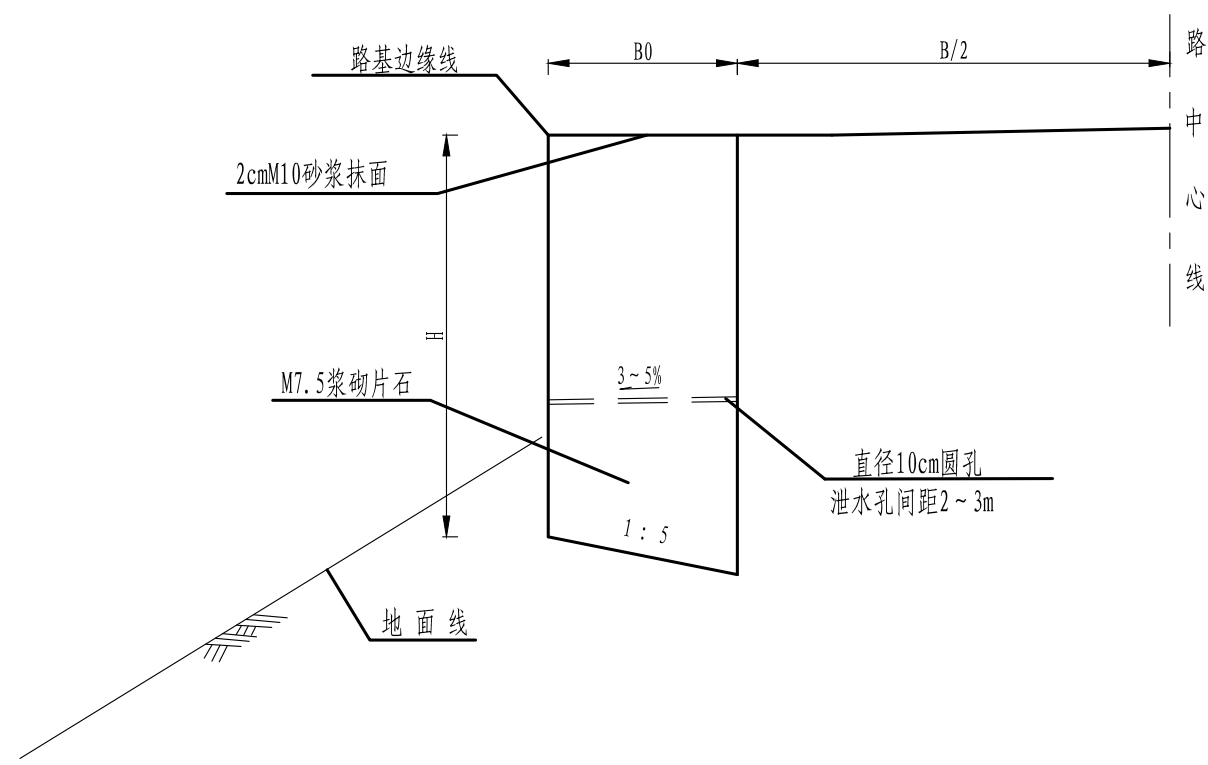 路基边缘线
B0
B/2
路中心线
2cmM10砂浆抹面
H
M7.5浆砌片石
3~5%
直径10cm圆孔
泄水孔间距2~3m
1:5
地面线